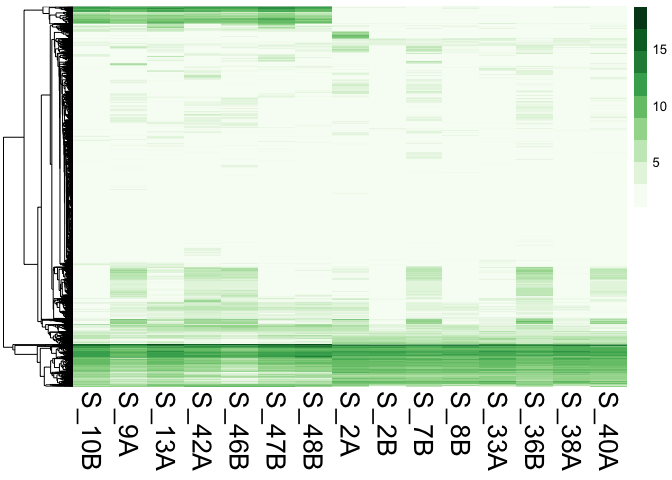 15
10
5
S_10B
S_9A
S_13A
S_42A
S_46B
S_47B
S_48B
S_2A
S_2B
S_7B
S_8B
S_33A
S_36B
S_38A
S_40A